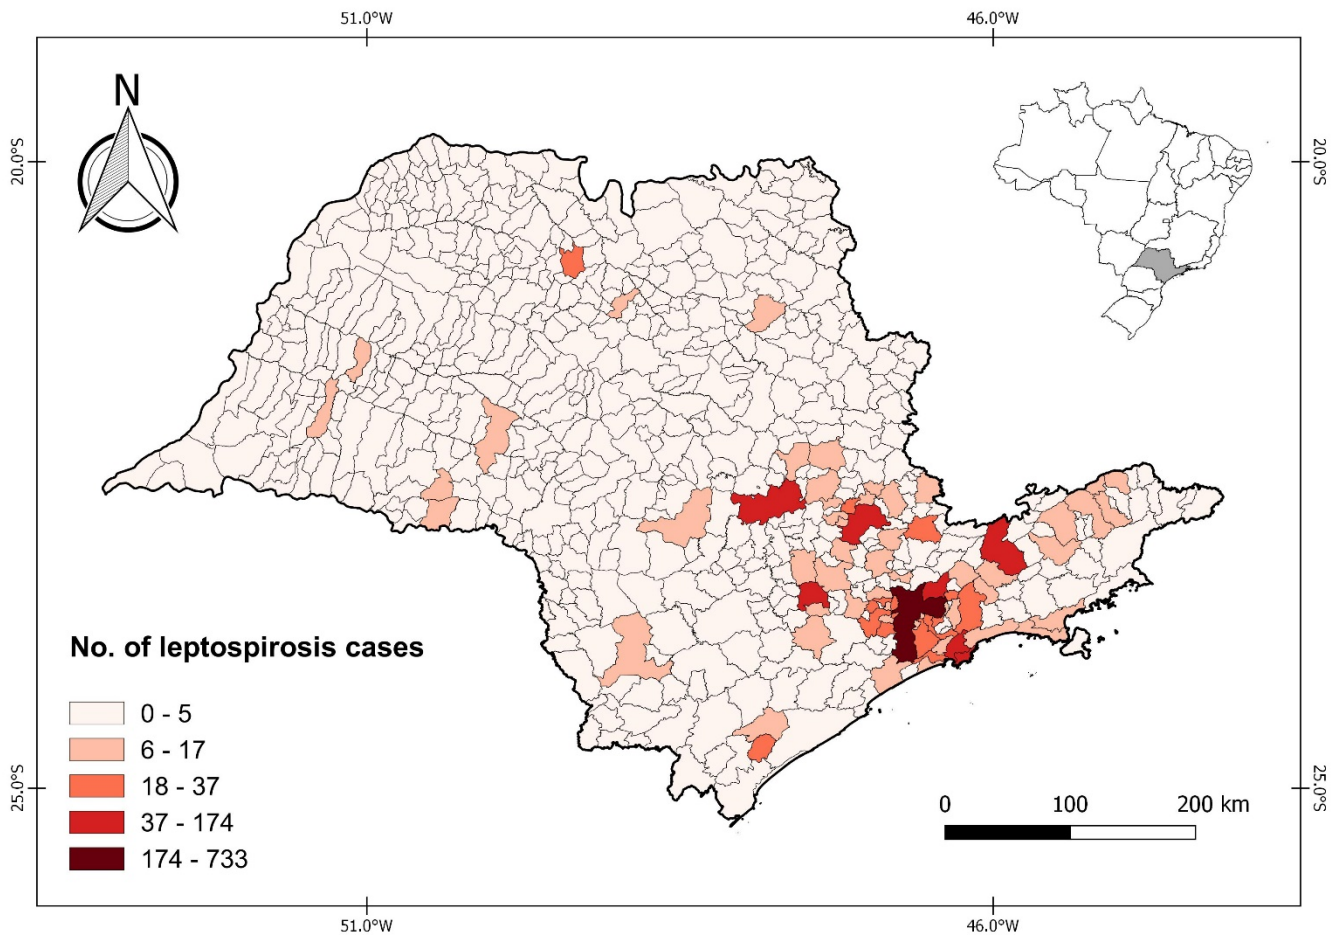 51.0°W
46.0°W
N
20.0°S
20.0°S
No. of leptospirosis cases
0 - 5
6 - 17
18 - 37
37 - 174
174 - 733
25.0°S
25.0°S
0 100 200 km
51.0°W
46.0°W